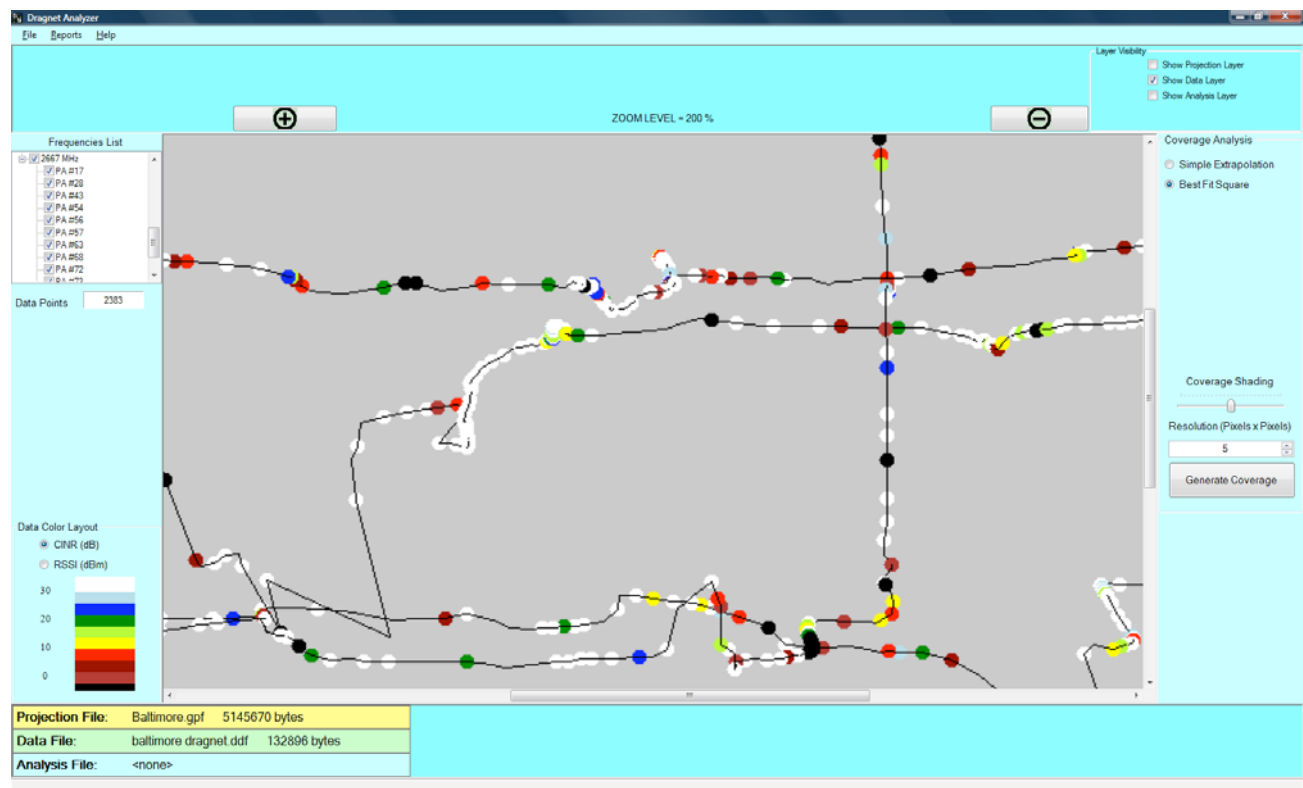 Dragnet Analyzer
File Reports Help
Layer Visibility
Show Projection Layer
Show Data Layer
Show Analysis Layer
ZOOM LEVEL = 200 %
Frequencies List
2667 MHz
PA #17
PA #28
PA #43
PA #54
PA #56
PA #57
PA #63
PA #68
PA #72
Data Points 2383
Coverage Analysis
Simple Extrapolation
Best Fit Square
Coverage Shading
Resolution (Pixels x Pixels)
5
Generate Coverage
Data Color Layout
CINR (dB)
RSSI (dBm)
30
20
10
0
Projection File: Baltimore.gpf 5145670 bytes
Data File: baltimore dragnet.ddf 132896 bytes
Analysis File: <none>